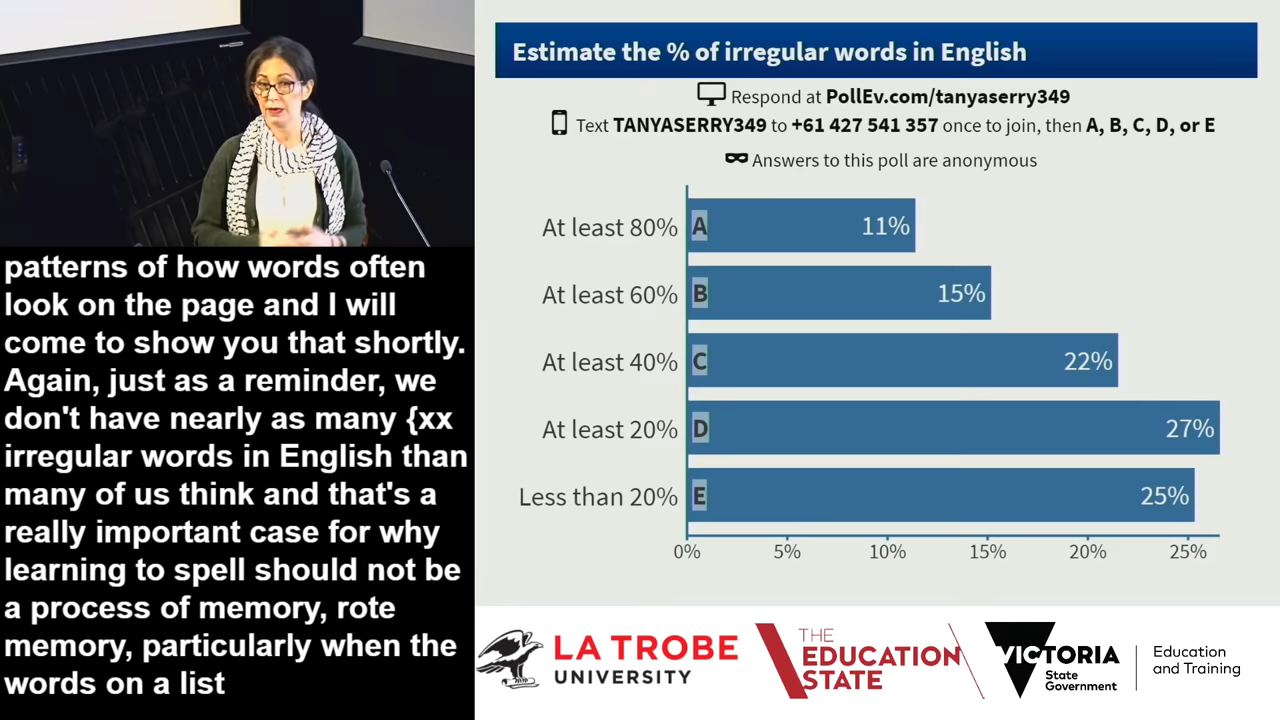 patterns of how words often
look on the page and I will
come to show you that shortly.
Again, just as a reminder, we
don't have nearly as many {xx
irregular words in English than
many of us think and that's a
really important case for why
learning to spell should not be
a process of memory, rote
memory, particularly when the
words on a list
Estimate the % of irregular words in English
Respond at PollEv.com/tanyaserry349
Text TANYASERRY349 to +61 427 541 357 once to join, then A, B, C, D, or E
Answers to this poll are anonymous
At least 80% A 11%
At least 60% B 15%
At least 40% C 22%
At least 20% D 27%
Less than 20% E 25%
0% 5% 10% 15% 20% 25%
LA TROBE
UNIVERSITY
THE
EDUCATION
STATE
VICTORIA
State
Government
Education
and Training